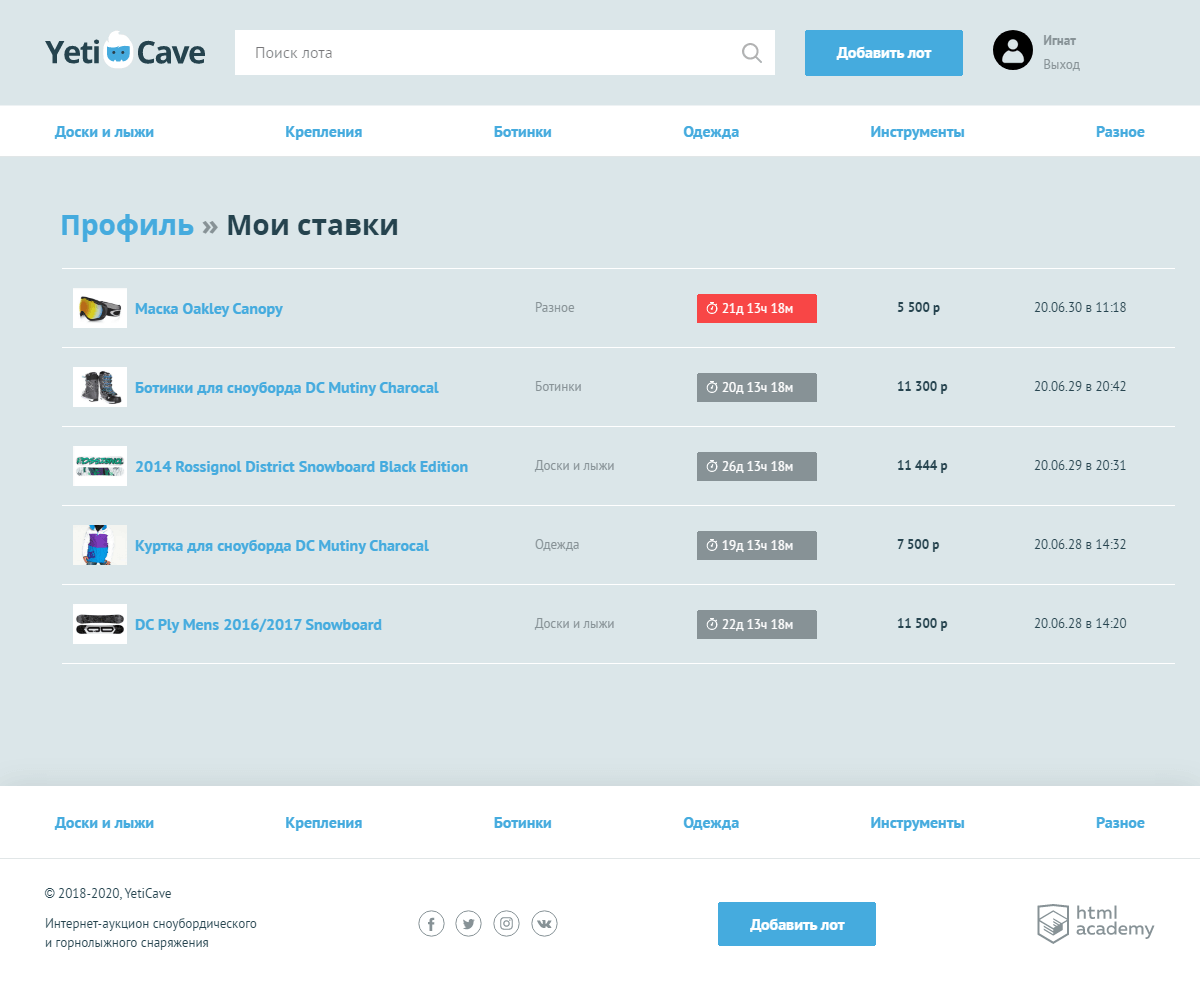 Yeti Cave
Поиск лота
Добавить лот
Игнат
Выход
Доски и лыжи Крепления Ботинки Одежда Инструменты Разное
Профиль » Мои ставки
Маска Oakley Canopy Разное 21д 13ч 18м 5 500 р 20.06.30 в 11:18
Ботинки для сноуборда DC Mutiny Charocal Ботинки 20д 13ч 18м 11 300 р 20.06.29 в 20:42
ROSSIGNOL
2014 Rossignol District Snowboard Black Edition Доски и лыжи 26д 13ч 18м 11 444 р 20.06.29 в 20:31
Куртка для сноуборда DC Mutiny Charocal Одежда 19д 13ч 18м 7 500 р 20.06.28 в 14:32
DC Ply Mens 2016/2017 Snowboard Доски и лыжи 22д 13ч 18м 11 500 р 20.06.28 в 14:20
Доски и лыжи Крепления Ботинки Одежда Инструменты Разное
© 2018-2020, YetiCave
Интернет-аукцион сноубордического
и горнолыжного снаряжения
Добавить лот
html
academy